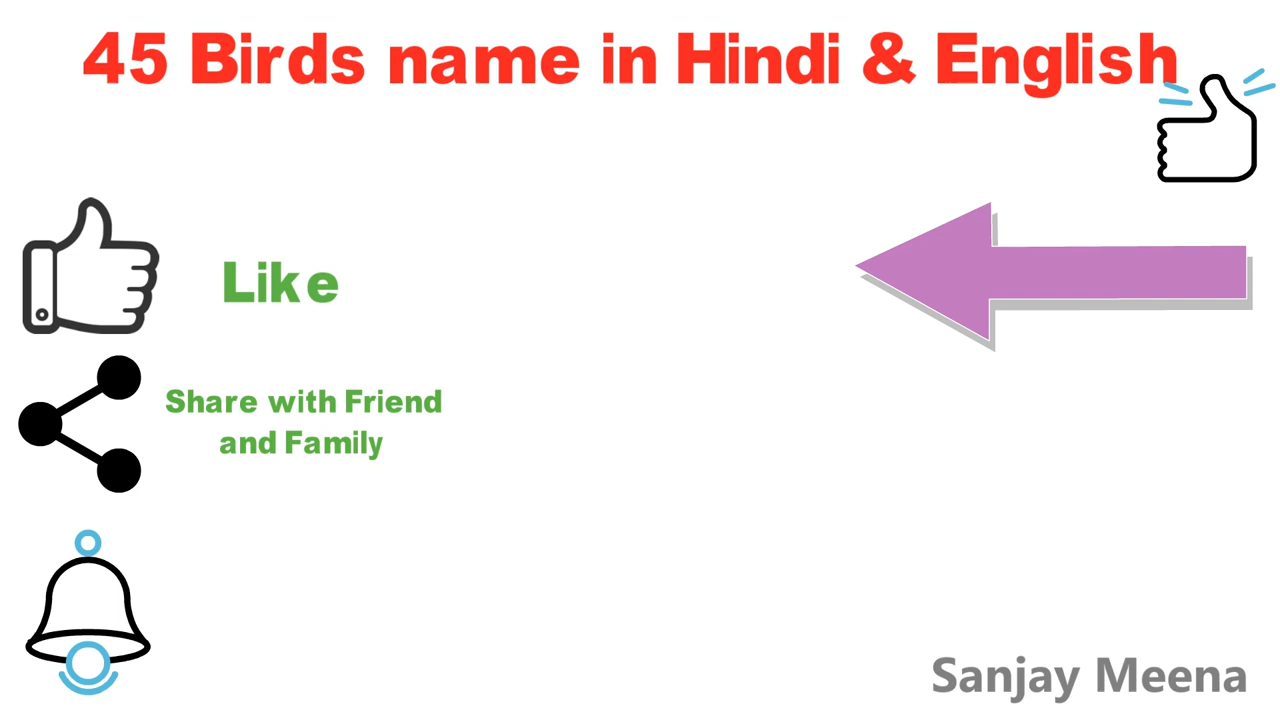 45 Birds name in Hindi & English
Like
Share with Friend
and Family
Sanjay Meena